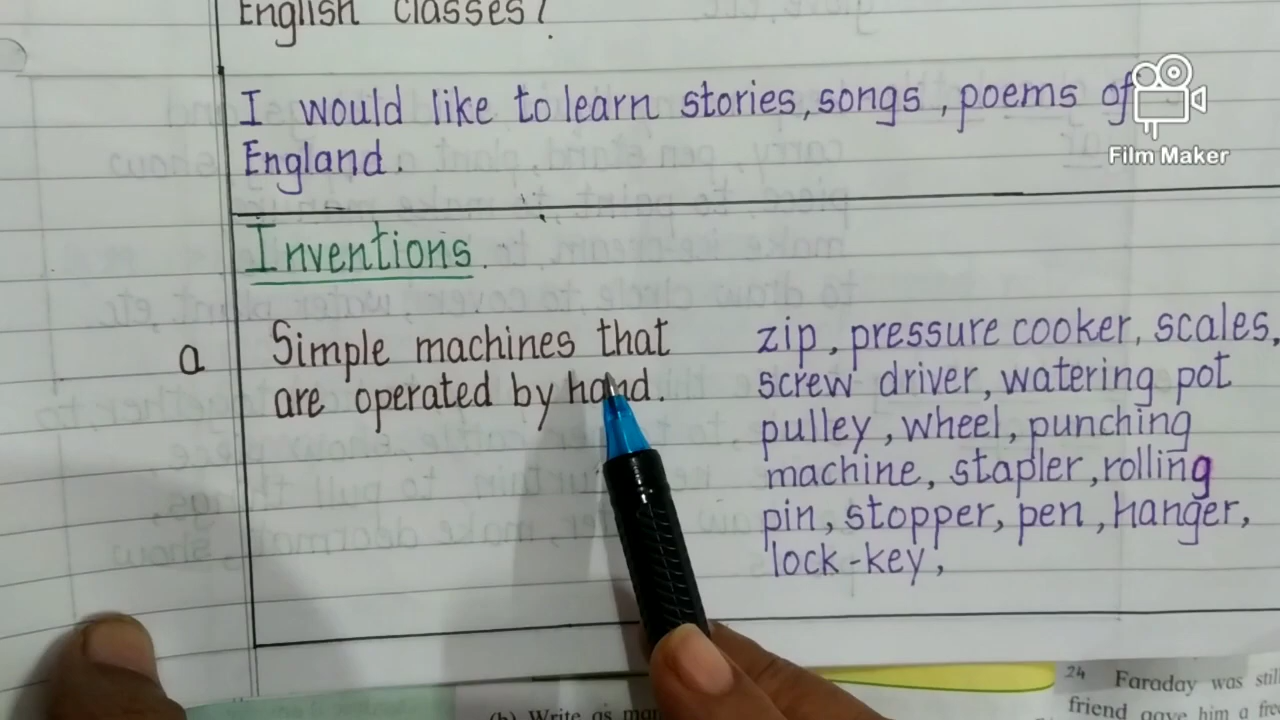 English classes?
I would like to learn stories, songs, poems of
England.
Film Maker
Inventions.
a
Simple machines that
are operated by hand.
zip, pressure cooker, scales,
screw driver, watering pot
pulley, wheel, punching
machine, stapler, rolling
pin, stopper, pen, hanger,
lock-key,
(b) Write as
24 Faraday was
friend gave him a